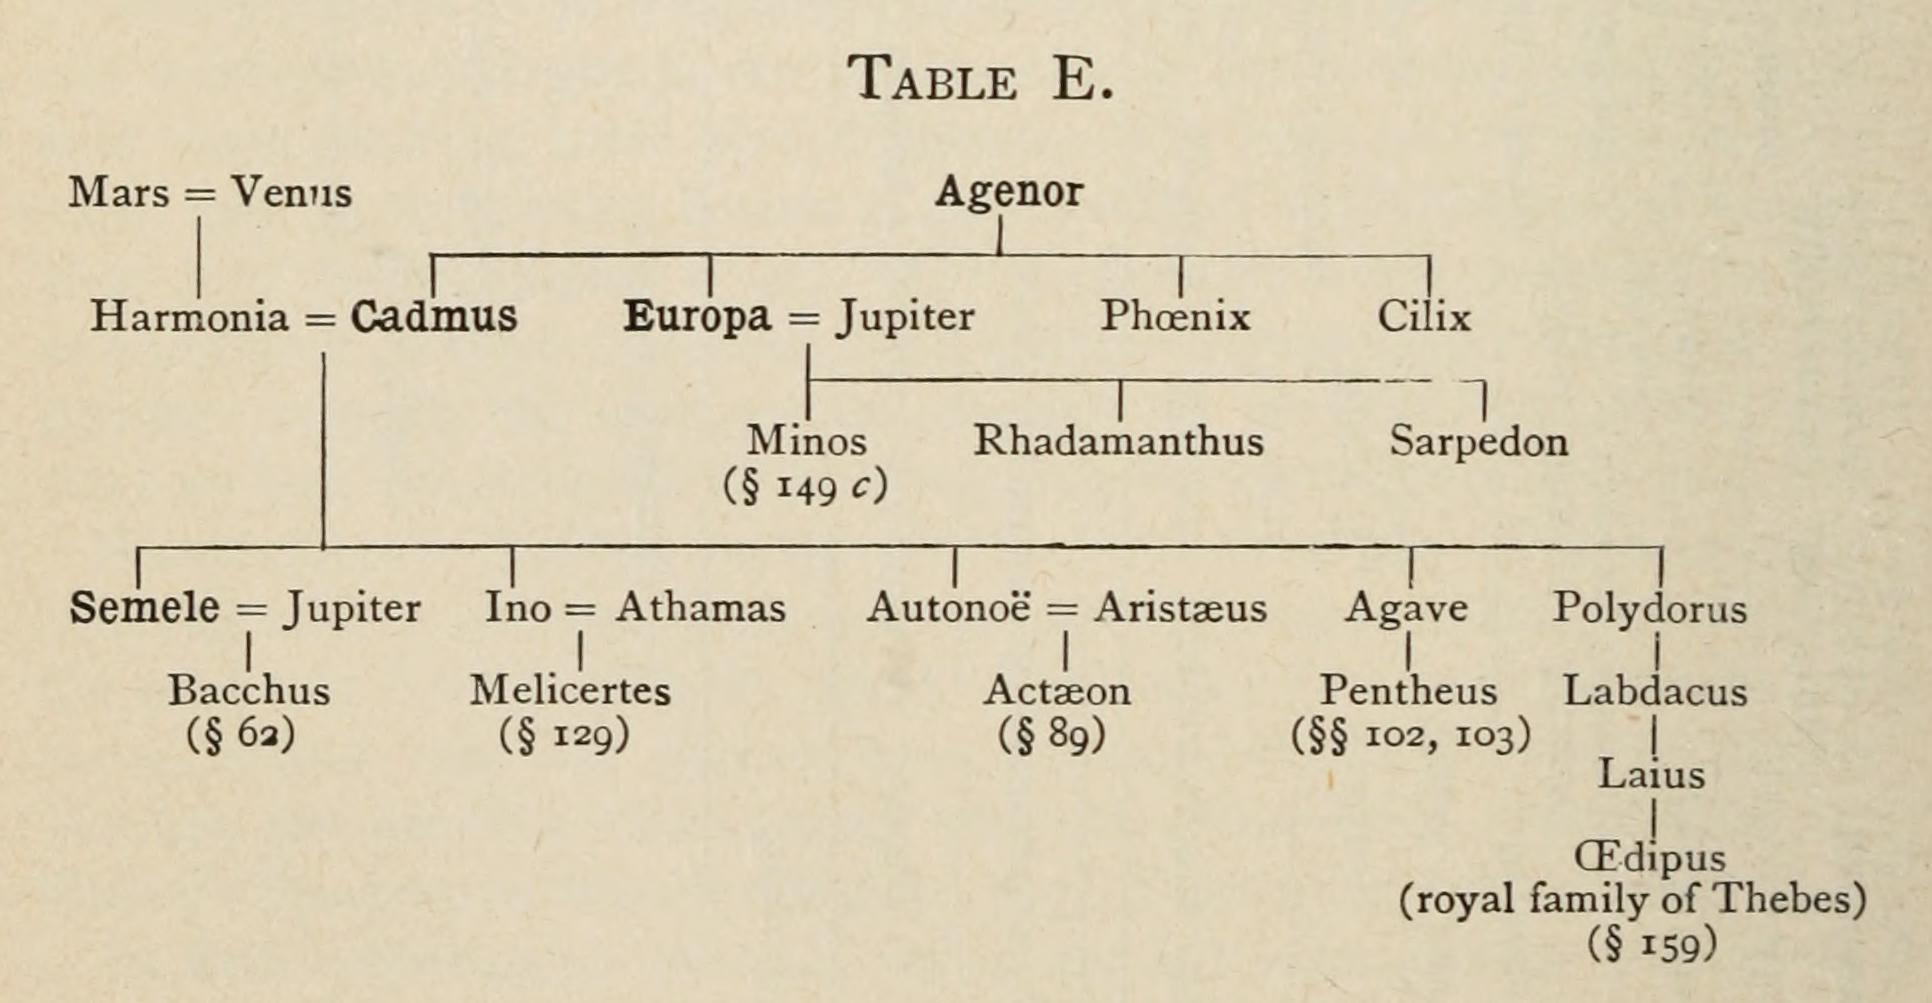 TABLE E.
Mars = Venus Agenor
Harmonia = Cadmus Europa = Jupiter Phœnix Cilix
Minos Rhadamanthus Sarpedon
(§ 149 c)
Semele = Jupiter Ino = Athamas Autonoë = Aristæus Agave Polydorus
Bacchus Melicertes Actæon Pentheus Labdacus
(§ 62) (§ 129) (§ 89) (§§ 102, 103)
Laius
Œdipus
(royal family of Thebes)
(§ 159)